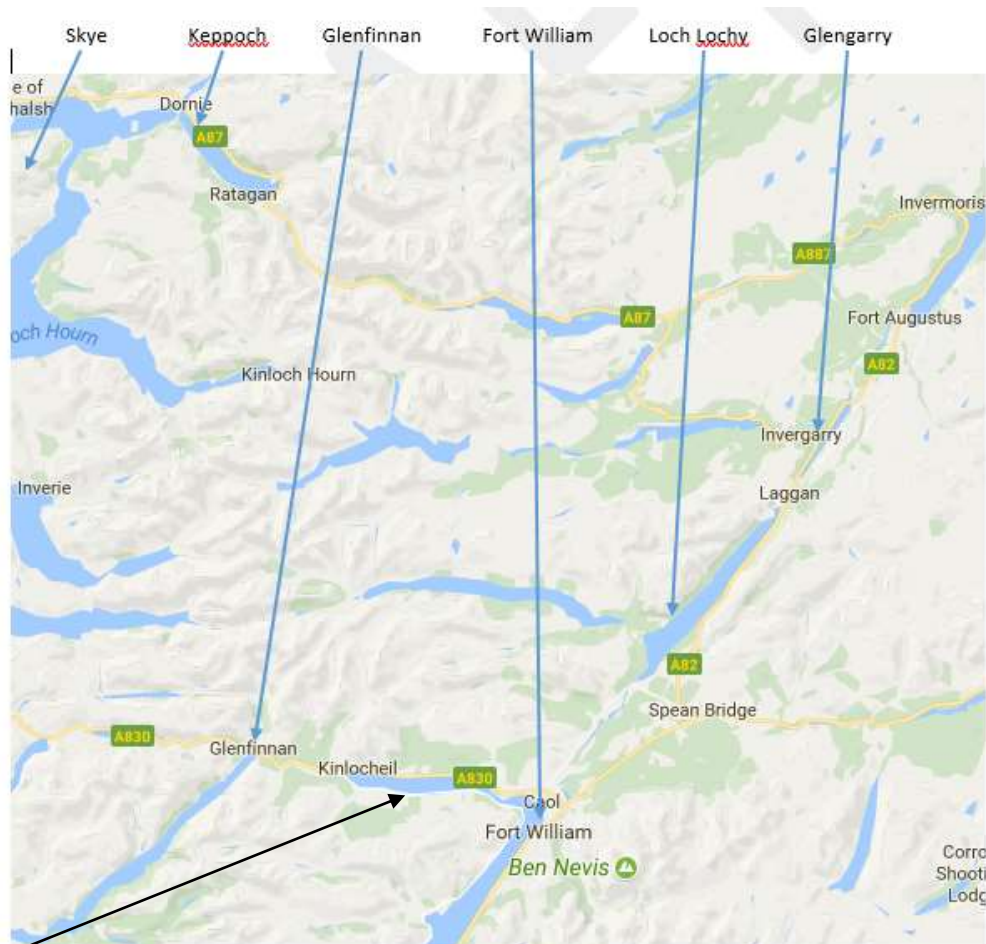 Skye Keppoch Glenfinnan Fort William Loch Lochy Glengarry
e of
halsh
Dornie
A87
Ratagan
Invermoris
A887
A87
Fort Augustus
och Hourn
A82
Kinloch Hourn
Invergarry
Inverie
Laggan
A82
Spean Bridge
A830
Glenfinnan
Kinlocheil
A830
Caol
Fort William
Ben Nevis
Corro
Shooti
Lodg